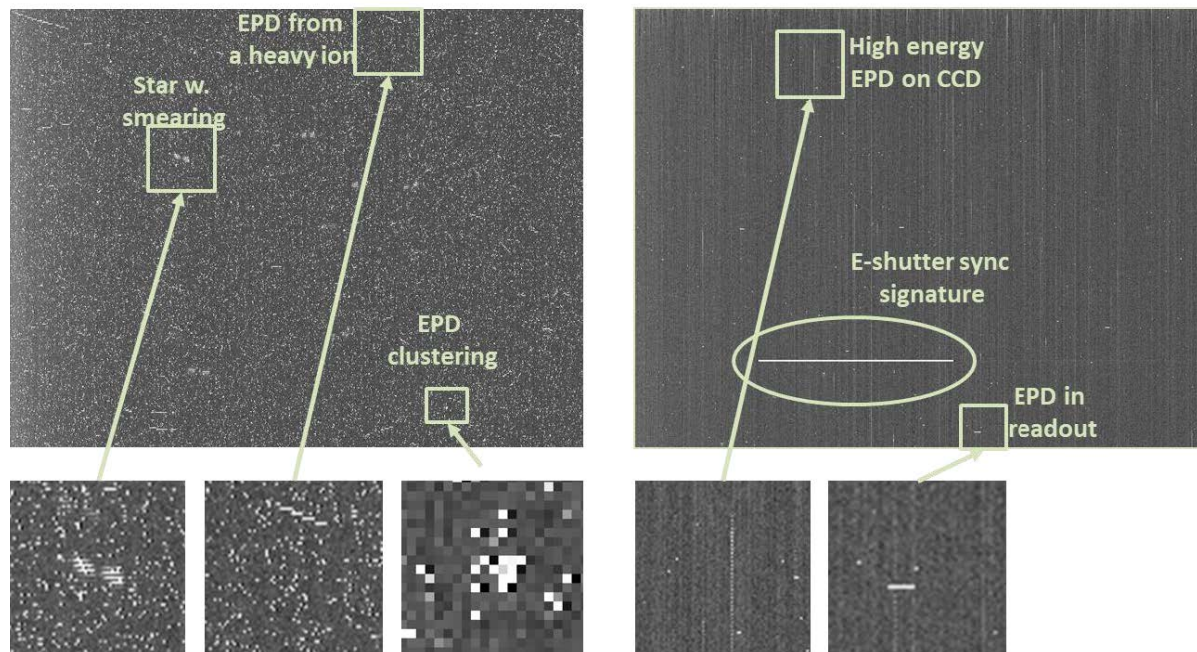 EPD from
a heavy ion
Star w.
smearing
EPD
clustering
High energy
EPD on CCD
E-shutter sync
signature
EPD in
readout